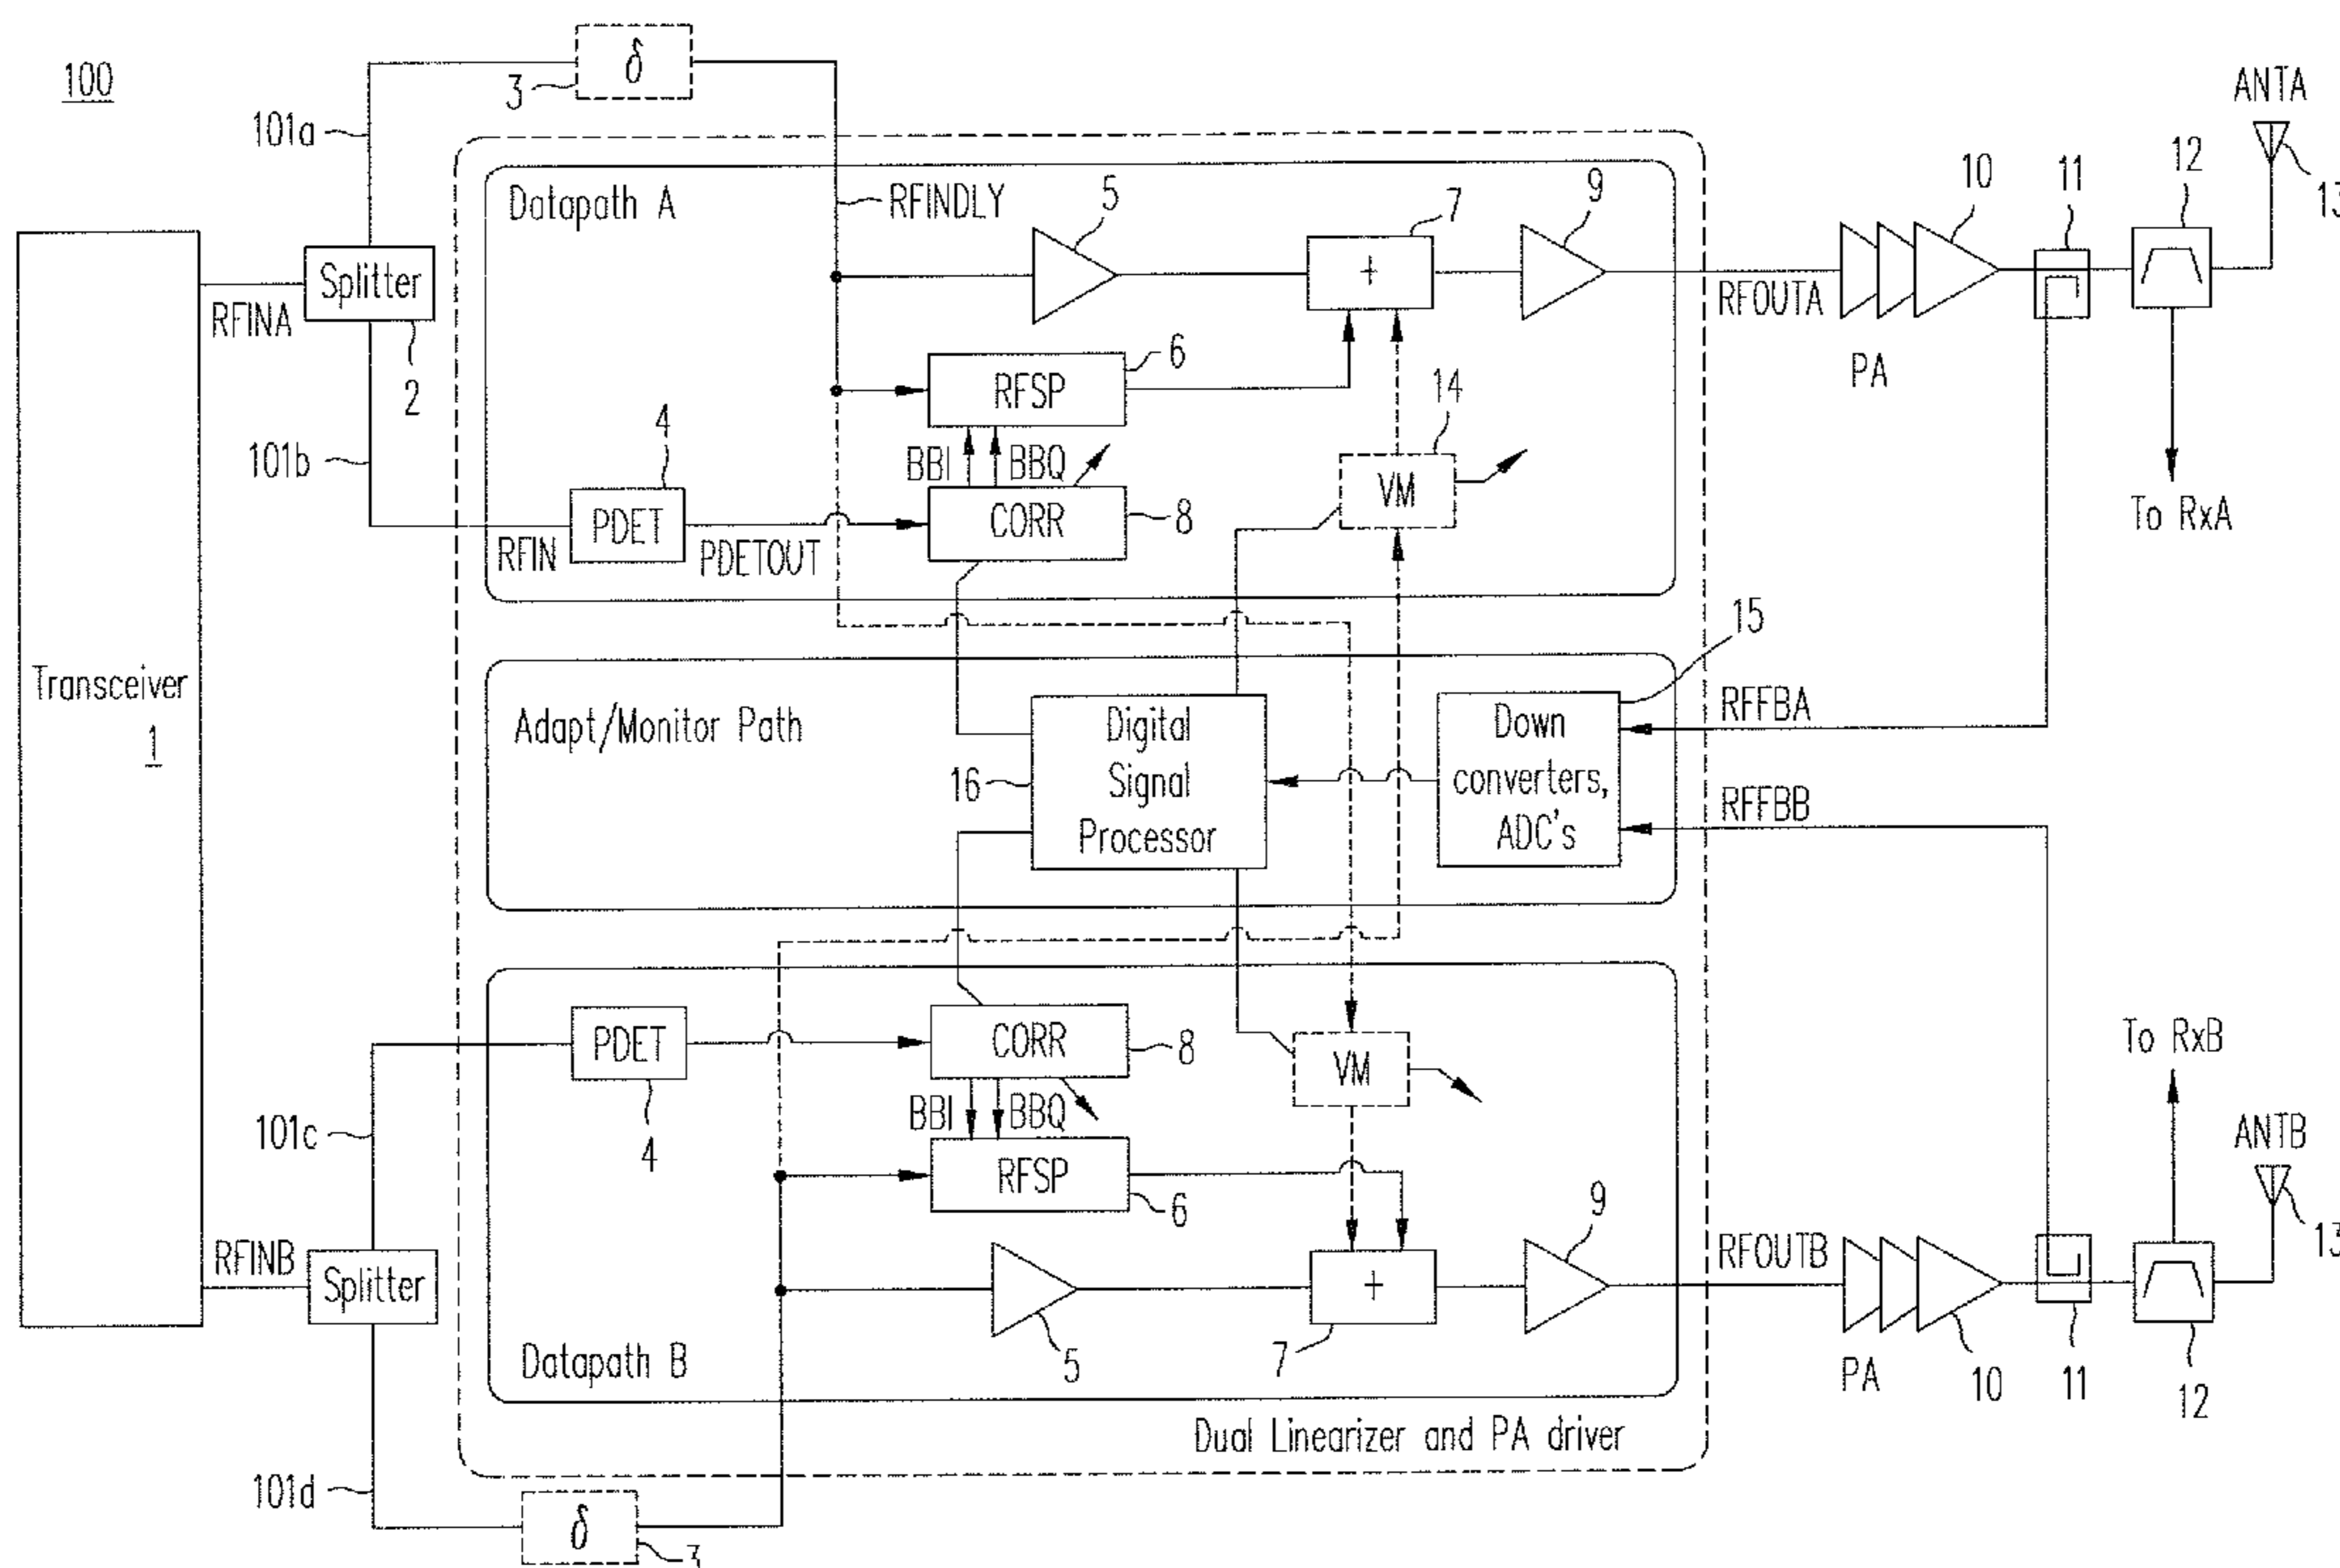 100
δ
3
101a
ANTA
13
12
11
10
9
7
5
Datapath A
RFINDLY
Splitter
RFINA
2
+
RFOUTA
PA
6
RFSP
14
4
101b
BBI
BBQ
VM
To RxA
PDET
CORR
8
RFIN
PDETOUT
15
Transceiver
1
Adapt/Monitor Path
Digital
Signal
Processor
16
Down
converters,
ADC's
RFFBA
RFFBB
PDET
CORR
8
VM
To RxB
101c
4
BBI
BBQ
ANTB
RFSP
6
9
13
RFINB
Splitter
RFOUTB
+
Datapath B
5
7
PA
10
11
12
Dual Linearizer and PA driver
101d
δ
3